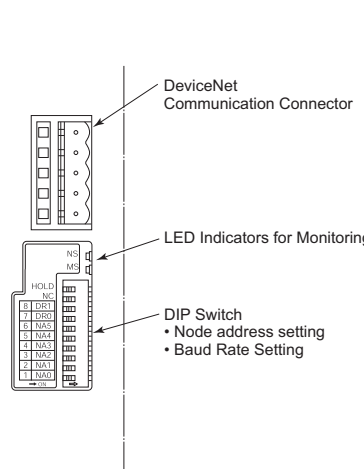 DeviceNet
Communication Connector
LED Indicators for Monitoring
NS
MS
HOLD
NC
8 DR1
7 DR0
6 NA5
5 NA4
4 NA3
3 NA2
2 NA1
1 NA0
→ ON
DIP Switch
• Node address setting
• Baud Rate Setting